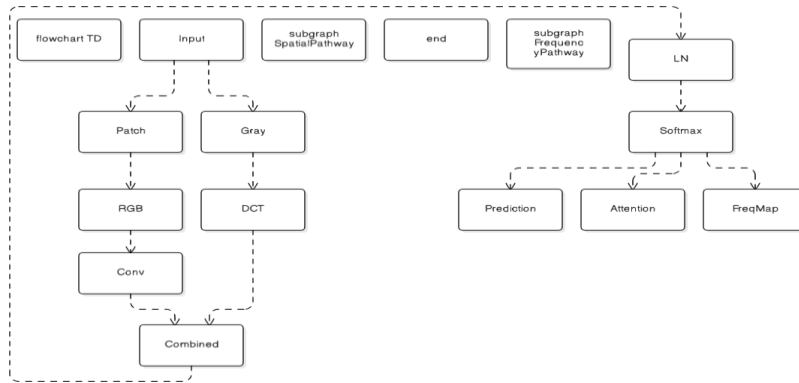 flowchart TD
Input
subgraph
SpatialPathway
end
subgraph
Frequenc
yPathway
LN
Patch
Gray
Softmax
RGB
DCT
Prediction
Attention
FreqMap
Conv
Combined